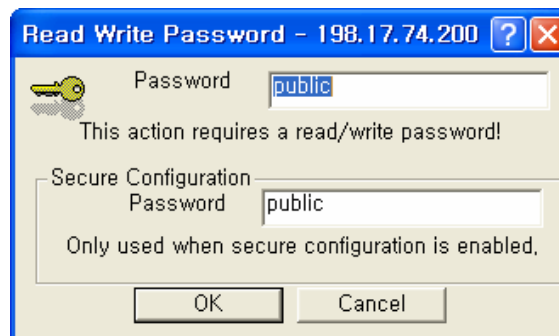 Read Write Password - 198.17.74.200
Password public
This action requires a read/write password!
Secure Configuration
Password public
Only used when secure configuration is enabled,
OK Cancel